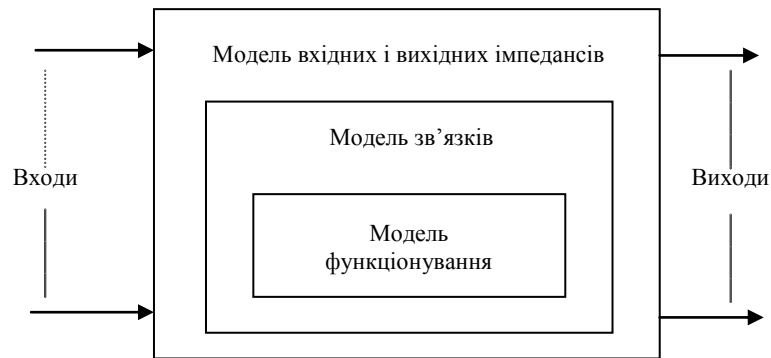 Модель вхідних і вихідних імпедансів
Модель зв’язків
Входи
Виходи
Модель
функціонування